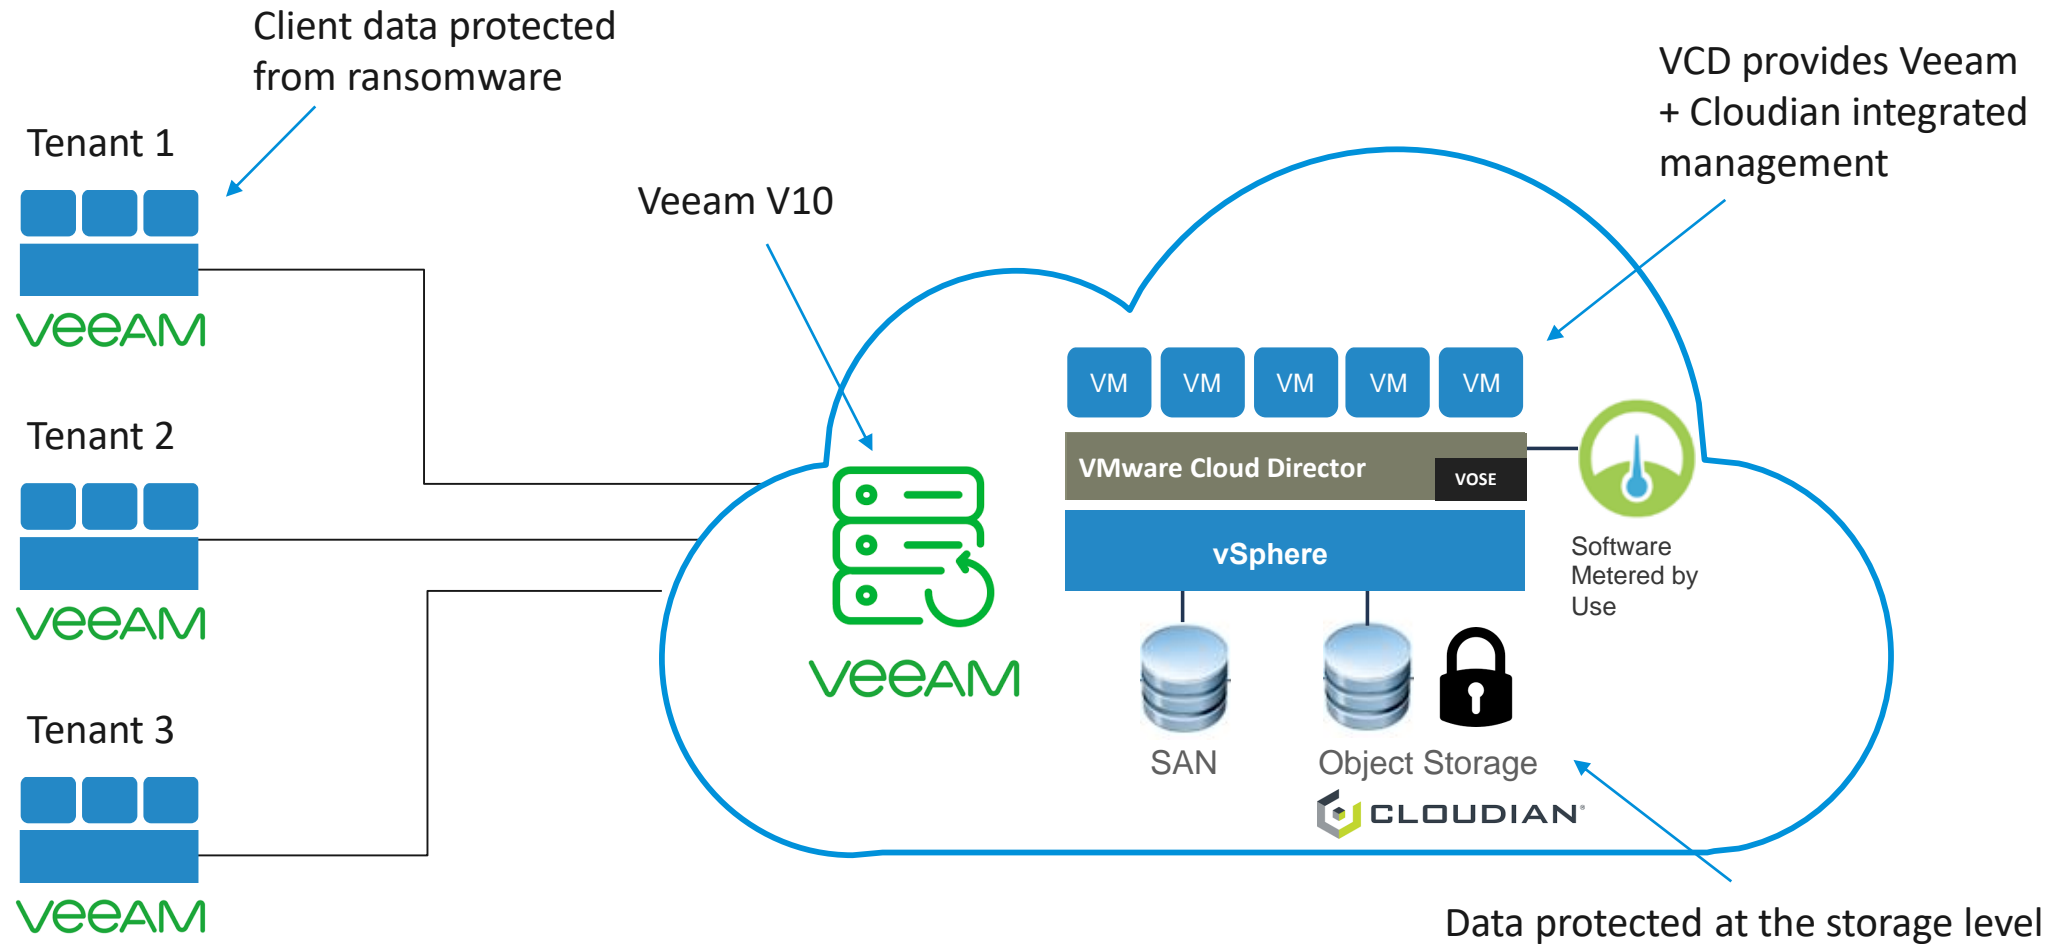 Client data protected
from ransomware
VCD provides Veeam
+ Cloudian integrated
management
Tenant 1
Veeam V10
VEEAM
VM VM VM VM VM
Tenant 2
VMware Cloud Director
VOSE
vSphere
Software
Metered by
Use
VEEAM
VEEAM
Tenant 3
SAN
Object Storage
CLOUDIAN®
VEEAM
Data protected at the storage level